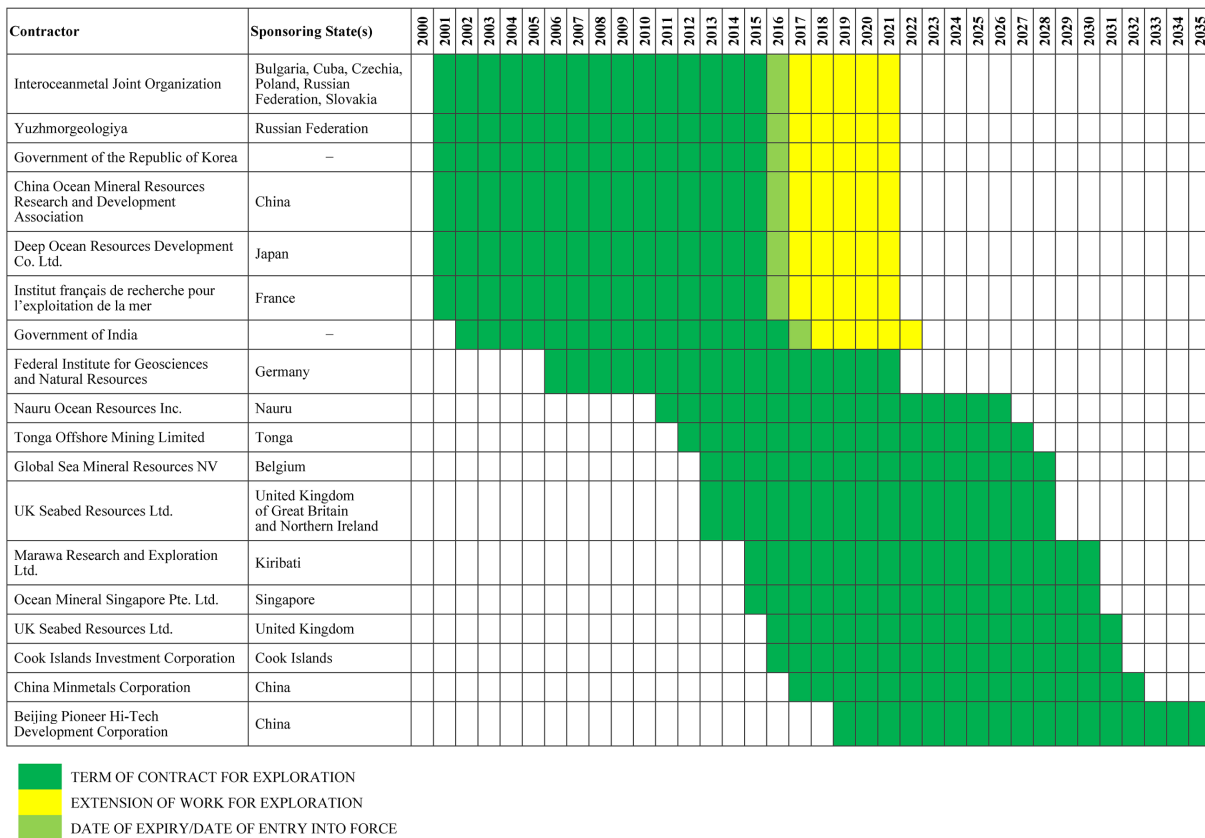 Contractor
Sponsoring State(s)
2000
2001
2002
2003
2004
2005
2006
2007
2008
2009
2010
2011
2012
2013
2014
2015
2016
2017
2018
2019
2020
2021
2022
2023
2024
2025
2026
2027
2028
2029
2030
2031
2032
2033
2034
2035
Interoceanmetal Joint Organization
Bulgaria, Cuba, Czechia,
Poland, Russian
Federation, Slovakia
Yuzhmorgeologiya
Russian Federation
Government of the Republic of Korea
–
China Ocean Mineral Resources
Research and Development
Association
China
Deep Ocean Resources Development
Co. Ltd.
Japan
Institut français de recherche pour
l’exploitation de la mer
France
Government of India
–
Federal Institute for Geosciences
and Natural Resources
Germany
Nauru Ocean Resources Inc.
Nauru
Tonga Offshore Mining Limited
Tonga
Global Sea Mineral Resources NV
Belgium
UK Seabed Resources Ltd.
United Kingdom
of Great Britain
and Northern Ireland
Marawa Research and Exploration
Ltd.
Kiribati
Ocean Mineral Singapore Pte. Ltd.
Singapore
UK Seabed Resources Ltd.
United Kingdom
Cook Islands Investment Corporation
Cook Islands
China Minmetals Corporation
China
Beijing Pioneer Hi-Tech
Development Corporation
China
TERM OF CONTRACT FOR EXPLORATION
EXTENSION OF WORK FOR EXPLORATION
DATE OF EXPIRY/DATE OF ENTRY INTO FORCE